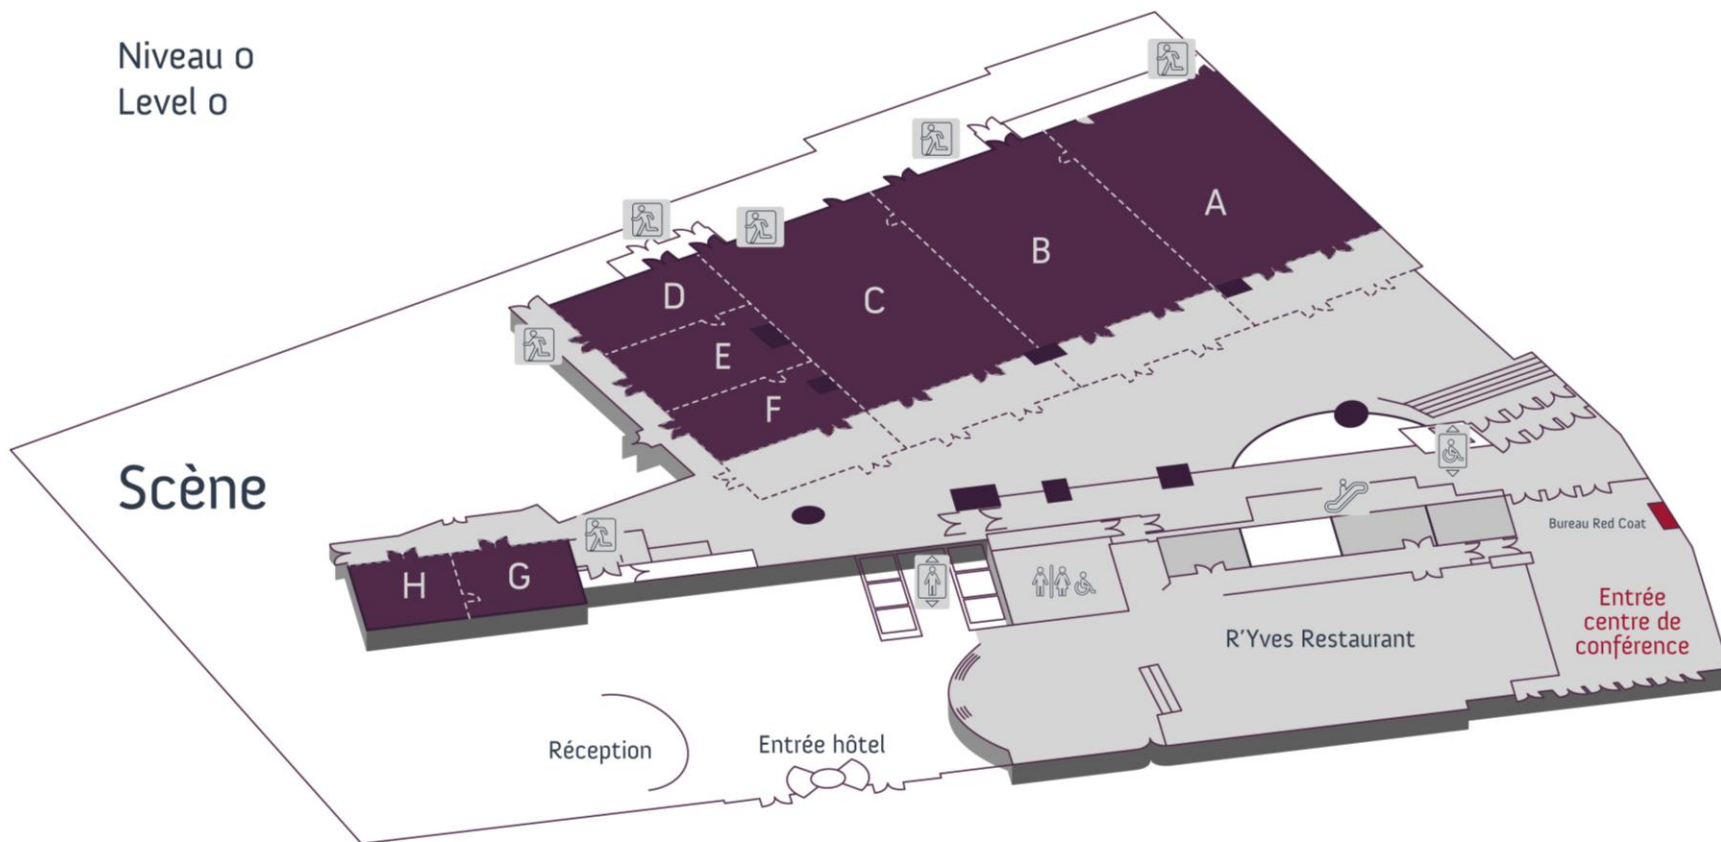 Niveau 0
Level 0
A
B
C
D
E
F
Scène
H
G
Bureau Red Coat
Entrée
centre de
conférence
R'Yves Restaurant
Réception
Entrée hôtel